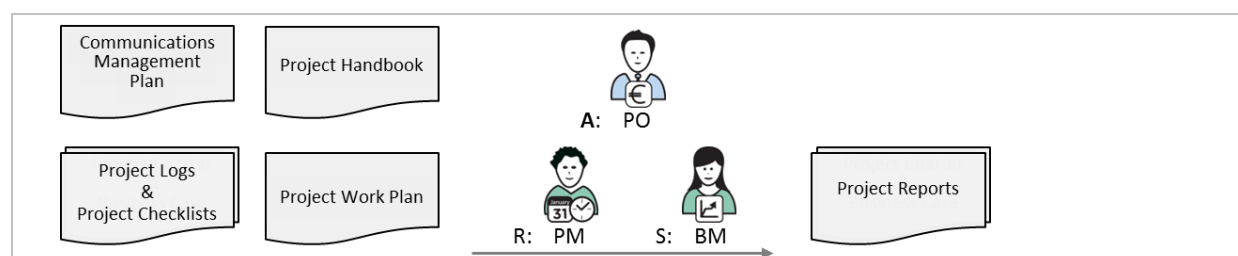 Communications
Management
Plan
Project Handbook
€
A: PO
Project Logs
&
Project Checklists
Project Work Plan
January
31
R: PM
S: BM
Project Reports